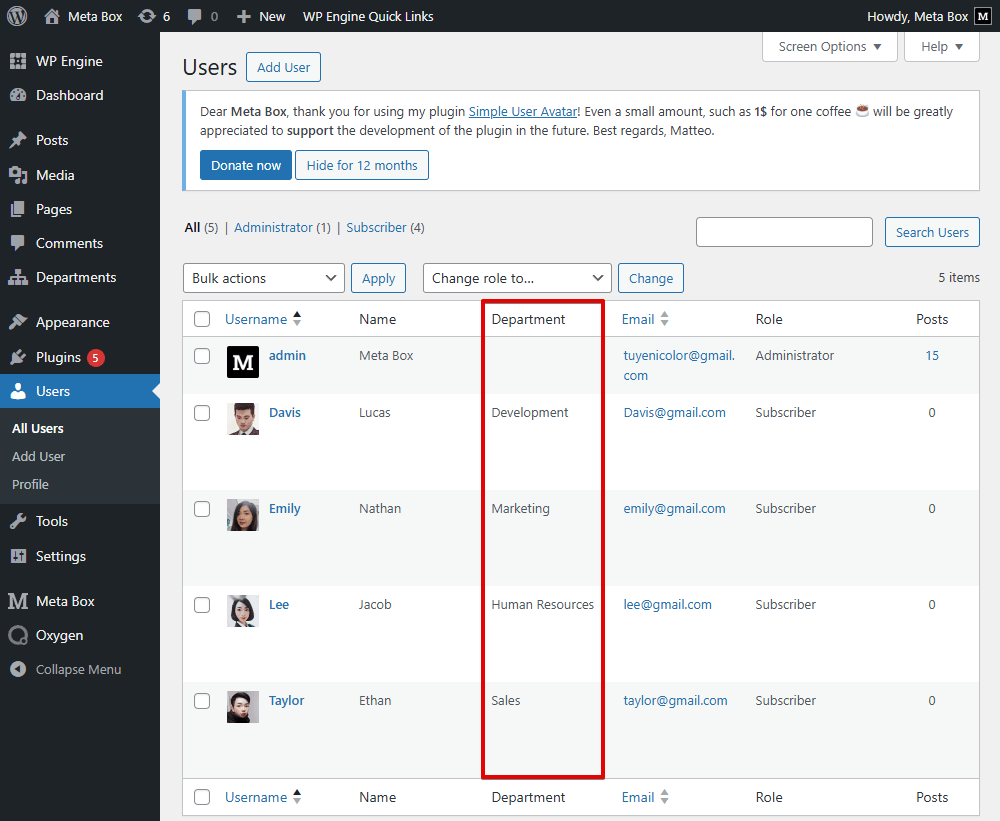 Meta Box 6 0 New WP Engine Quick Links Howdy, Meta Box M
WP Engine
Dashboard
Posts
Media
Pages
Comments
Departments
Appearance
Plugins 5
Users
All Users
Add User
Profile
Tools
Settings
Meta Box
Oxygen
Collapse Menu
Screen Options Help
Users Add User
Dear Meta Box, thank you for using my plugin Simple User Avatar! Even a small amount, such as 1$ for one coffee ☕ will be greatly
appreciated to support the development of the plugin in the future. Best regards, Matteo.
Donate now Hide for 12 months
All (5) | Administrator (1) | Subscriber (4) Search Users
Bulk actions Apply Change role to... Change 5 items
Username Name Department Email Role Posts
M admin Meta Box tuyenicolor@gmail. Administrator 15
com
Davis Lucas Development Davis@gmail.com Subscriber 0
Emily Nathan Marketing emily@gmail.com Subscriber 0
Lee Jacob Human Resources lee@gmail.com Subscriber 0
Taylor Ethan Sales taylor@gmail.com Subscriber 0
Username Name Department Email Role Posts